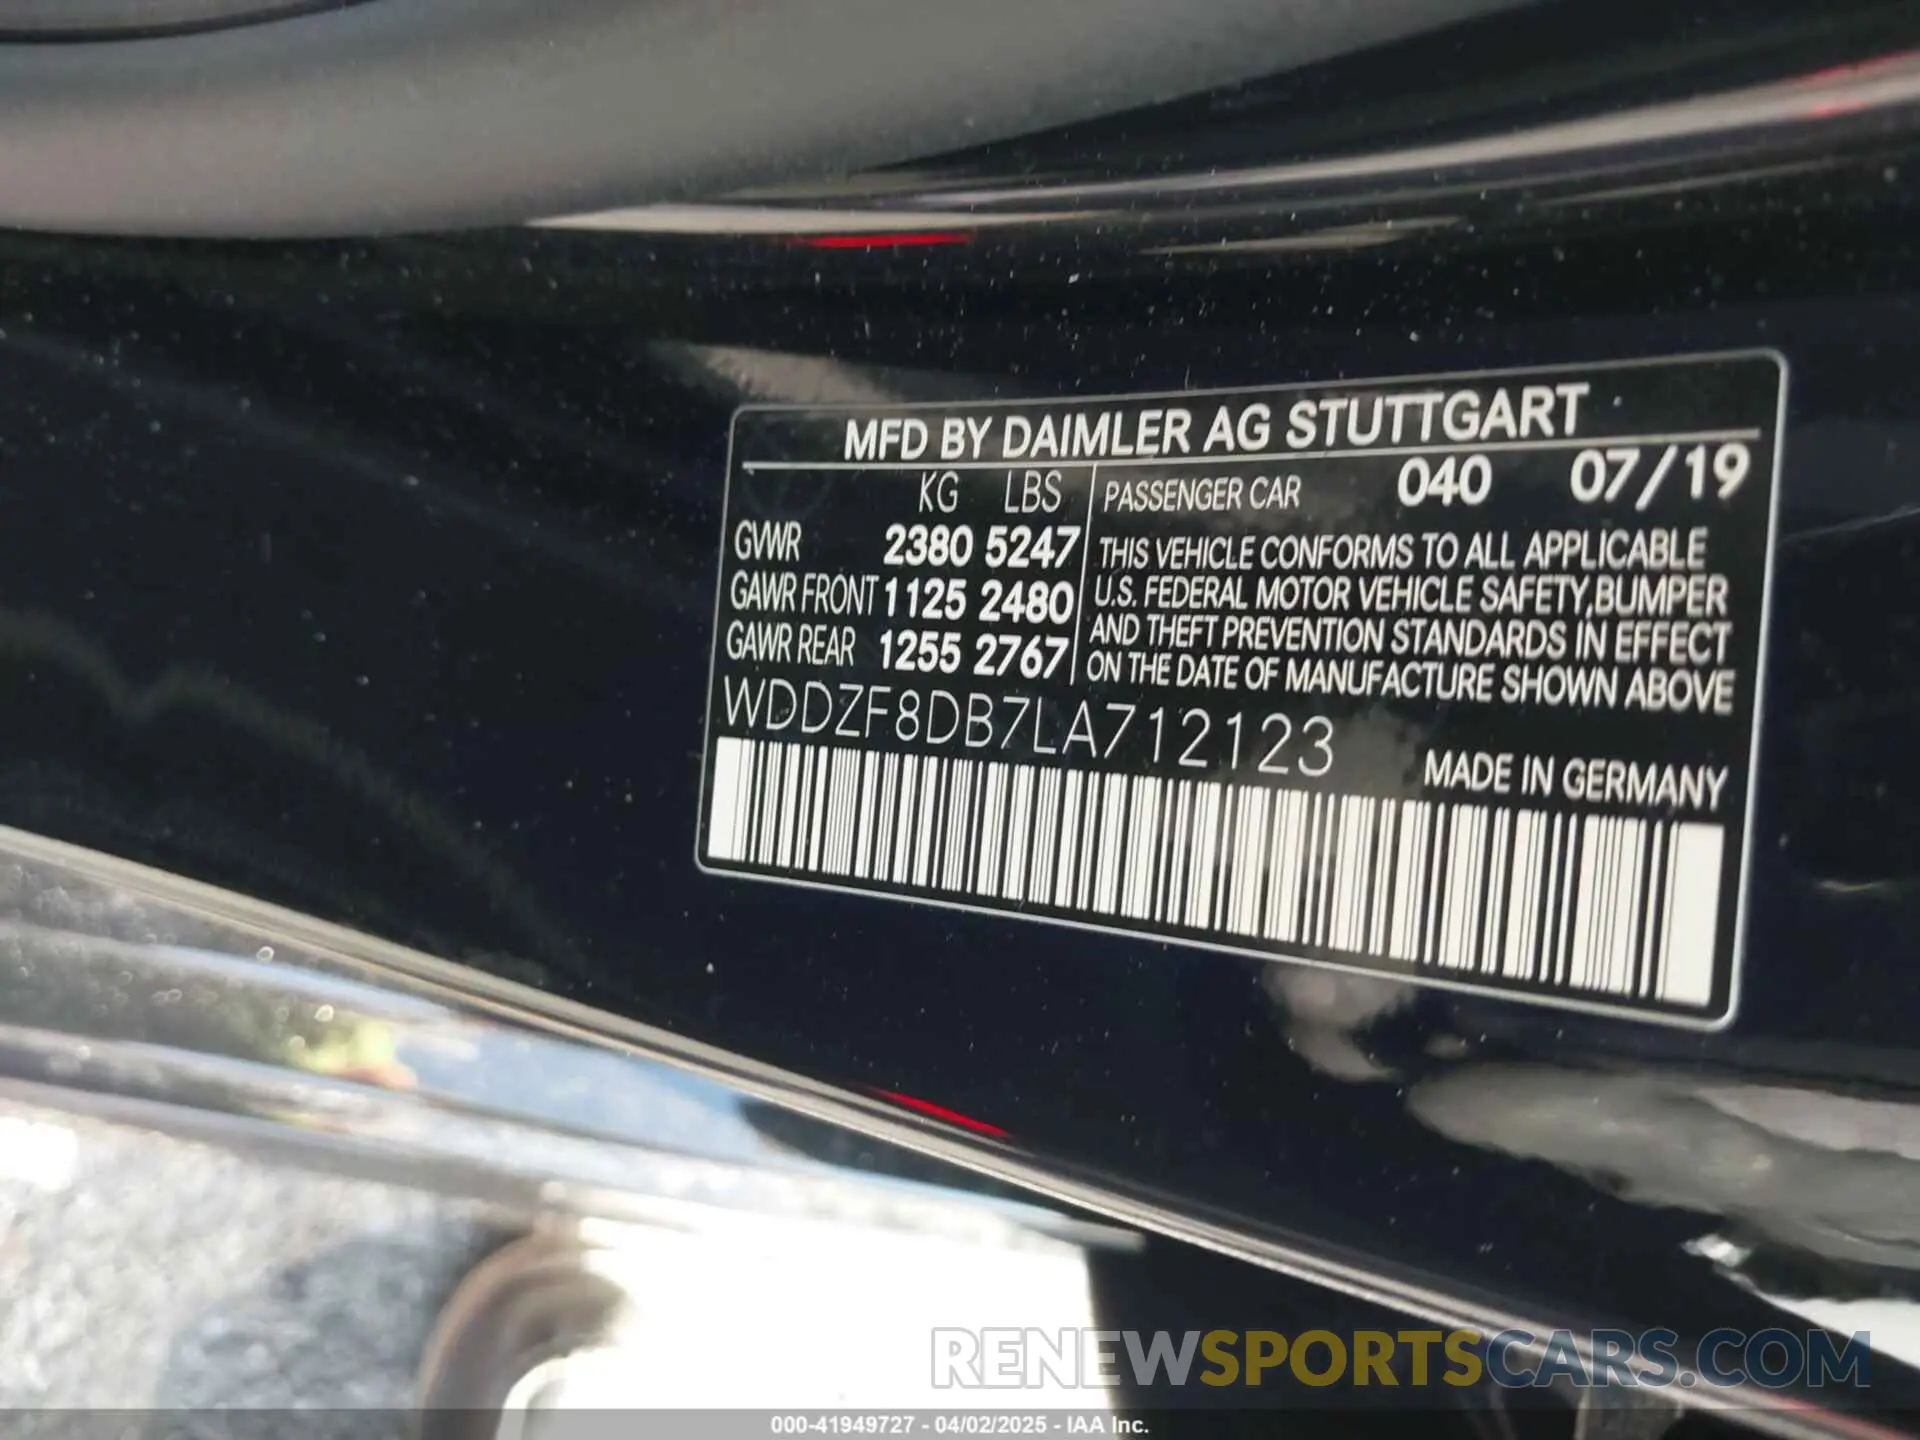 MFD BY DAIMLER AG STUTTGART
KG LBS
GVWR 2380 5247
GAWR FRONT 1125 2480
GAWR REAR 1255 2767
PASSENGER CAR 040 07/19
THIS VEHICLE CONFORMS TO ALL APPLICABLE
U.S. FEDERAL MOTOR VEHICLE SAFETY, BUMPER
AND THEFT PREVENTION STANDARDS IN EFFECT
ON THE DATE OF MANUFACTURE SHOWN ABOVE
WDDZF8DB7LA712123
MADE IN GERMANY
RENEWSPORTSCARS.COM
000-41949727 - 04/02/2025 - IAA Inc.